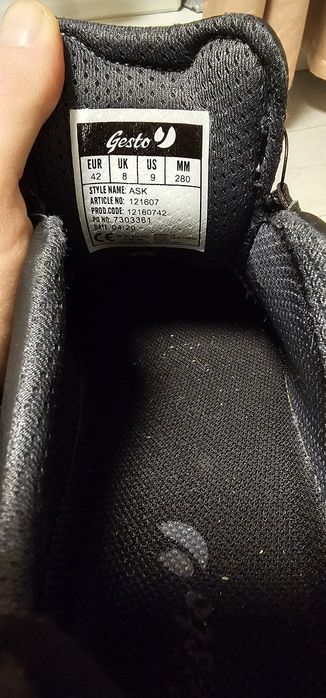 Gesto
EUR UK US MM
42 8 9 280
STYLE NAME: ASK
ARTICLE NO: 121607
PROD.CODE: 12160742
PO NO: 7303361
DATE: 04-20
CE